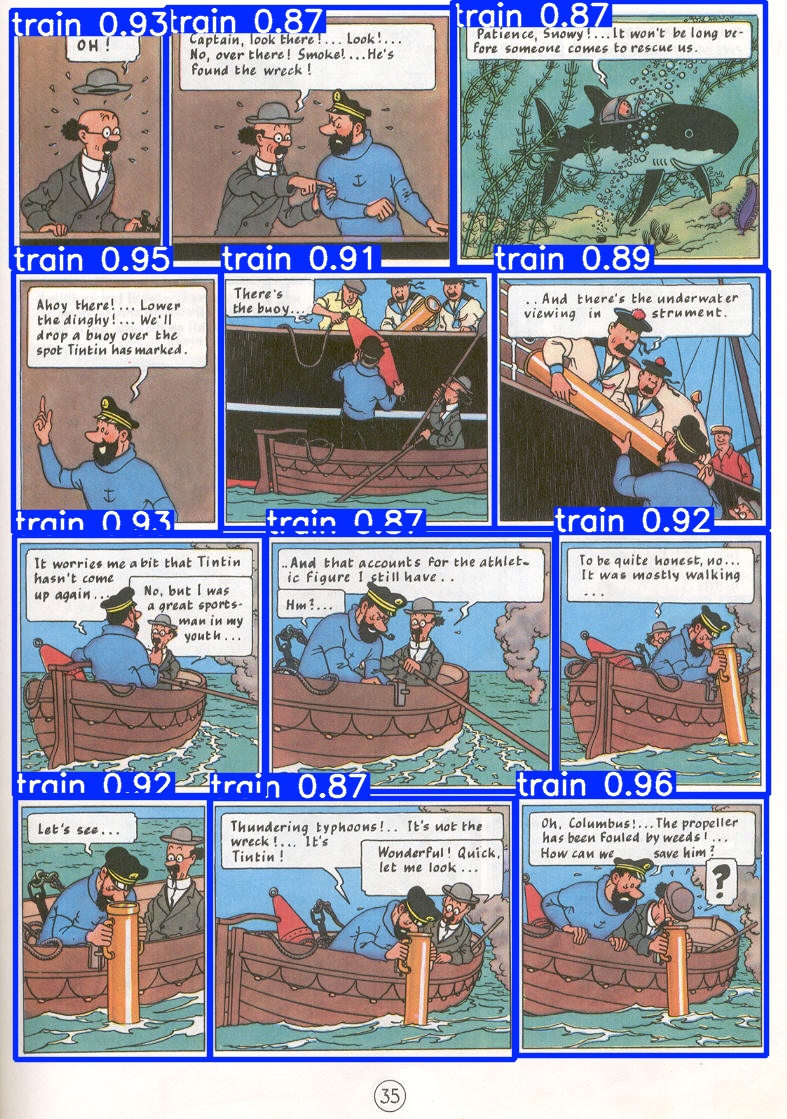 train 0.93
OH !
train 0.87
Captain, look there!... Look!...
No, over there! Smoke!...He's
found the wreck !
train 0.87
Patience, Snowy!...It won't be long be-
fore someone comes to rescue us.
train 0.95
Ahoy there!... Lower
the dinghy!... We'll
drop a buoy over the
spot Tintin has marked.
train 0.91
There's
the buoy...
train 0.89
..And there's the underwater
viewing in strument.
train 0.93
It worries me a bit that Tintin
hasn't come
up again...
No, but I was
a great sports-
man in my
youth...
train 0.87
..And that accounts for the athlet-
ic figure I still have..
Hm?...
train 0.92
To be quite honest, no...
It was mostly walking
...
train 0.92
Let's see...
train 0.87
Thundering typhoons!.. It's not the
wreck!... It's
Tintin !
Wonderful! Quick,
let me look...
train 0.96
Oh, Columbus!...The propeller
has been fouled by weeds!...
How can we save him?
?
35